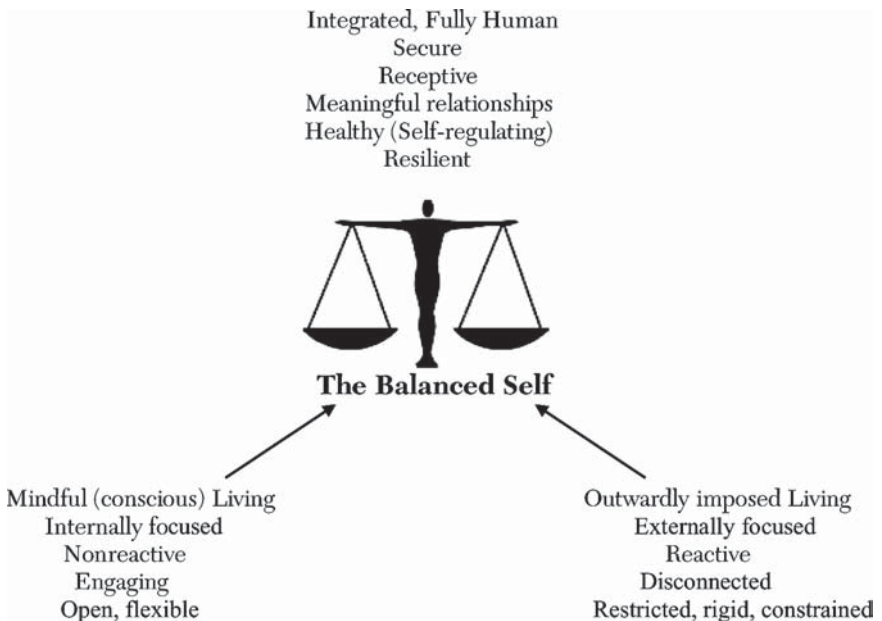 Integrated, Fully Human
Secure
Receptive
Meaningful relationships
Healthy (Self-regulating)
Resilient
The Balanced Self
Mindful (conscious) Living
Internally focused
Nonreactive
Engaging
Open, flexible
Outwardly imposed Living
Externally focused
Reactive
Disconnected
Restricted, rigid, constrained